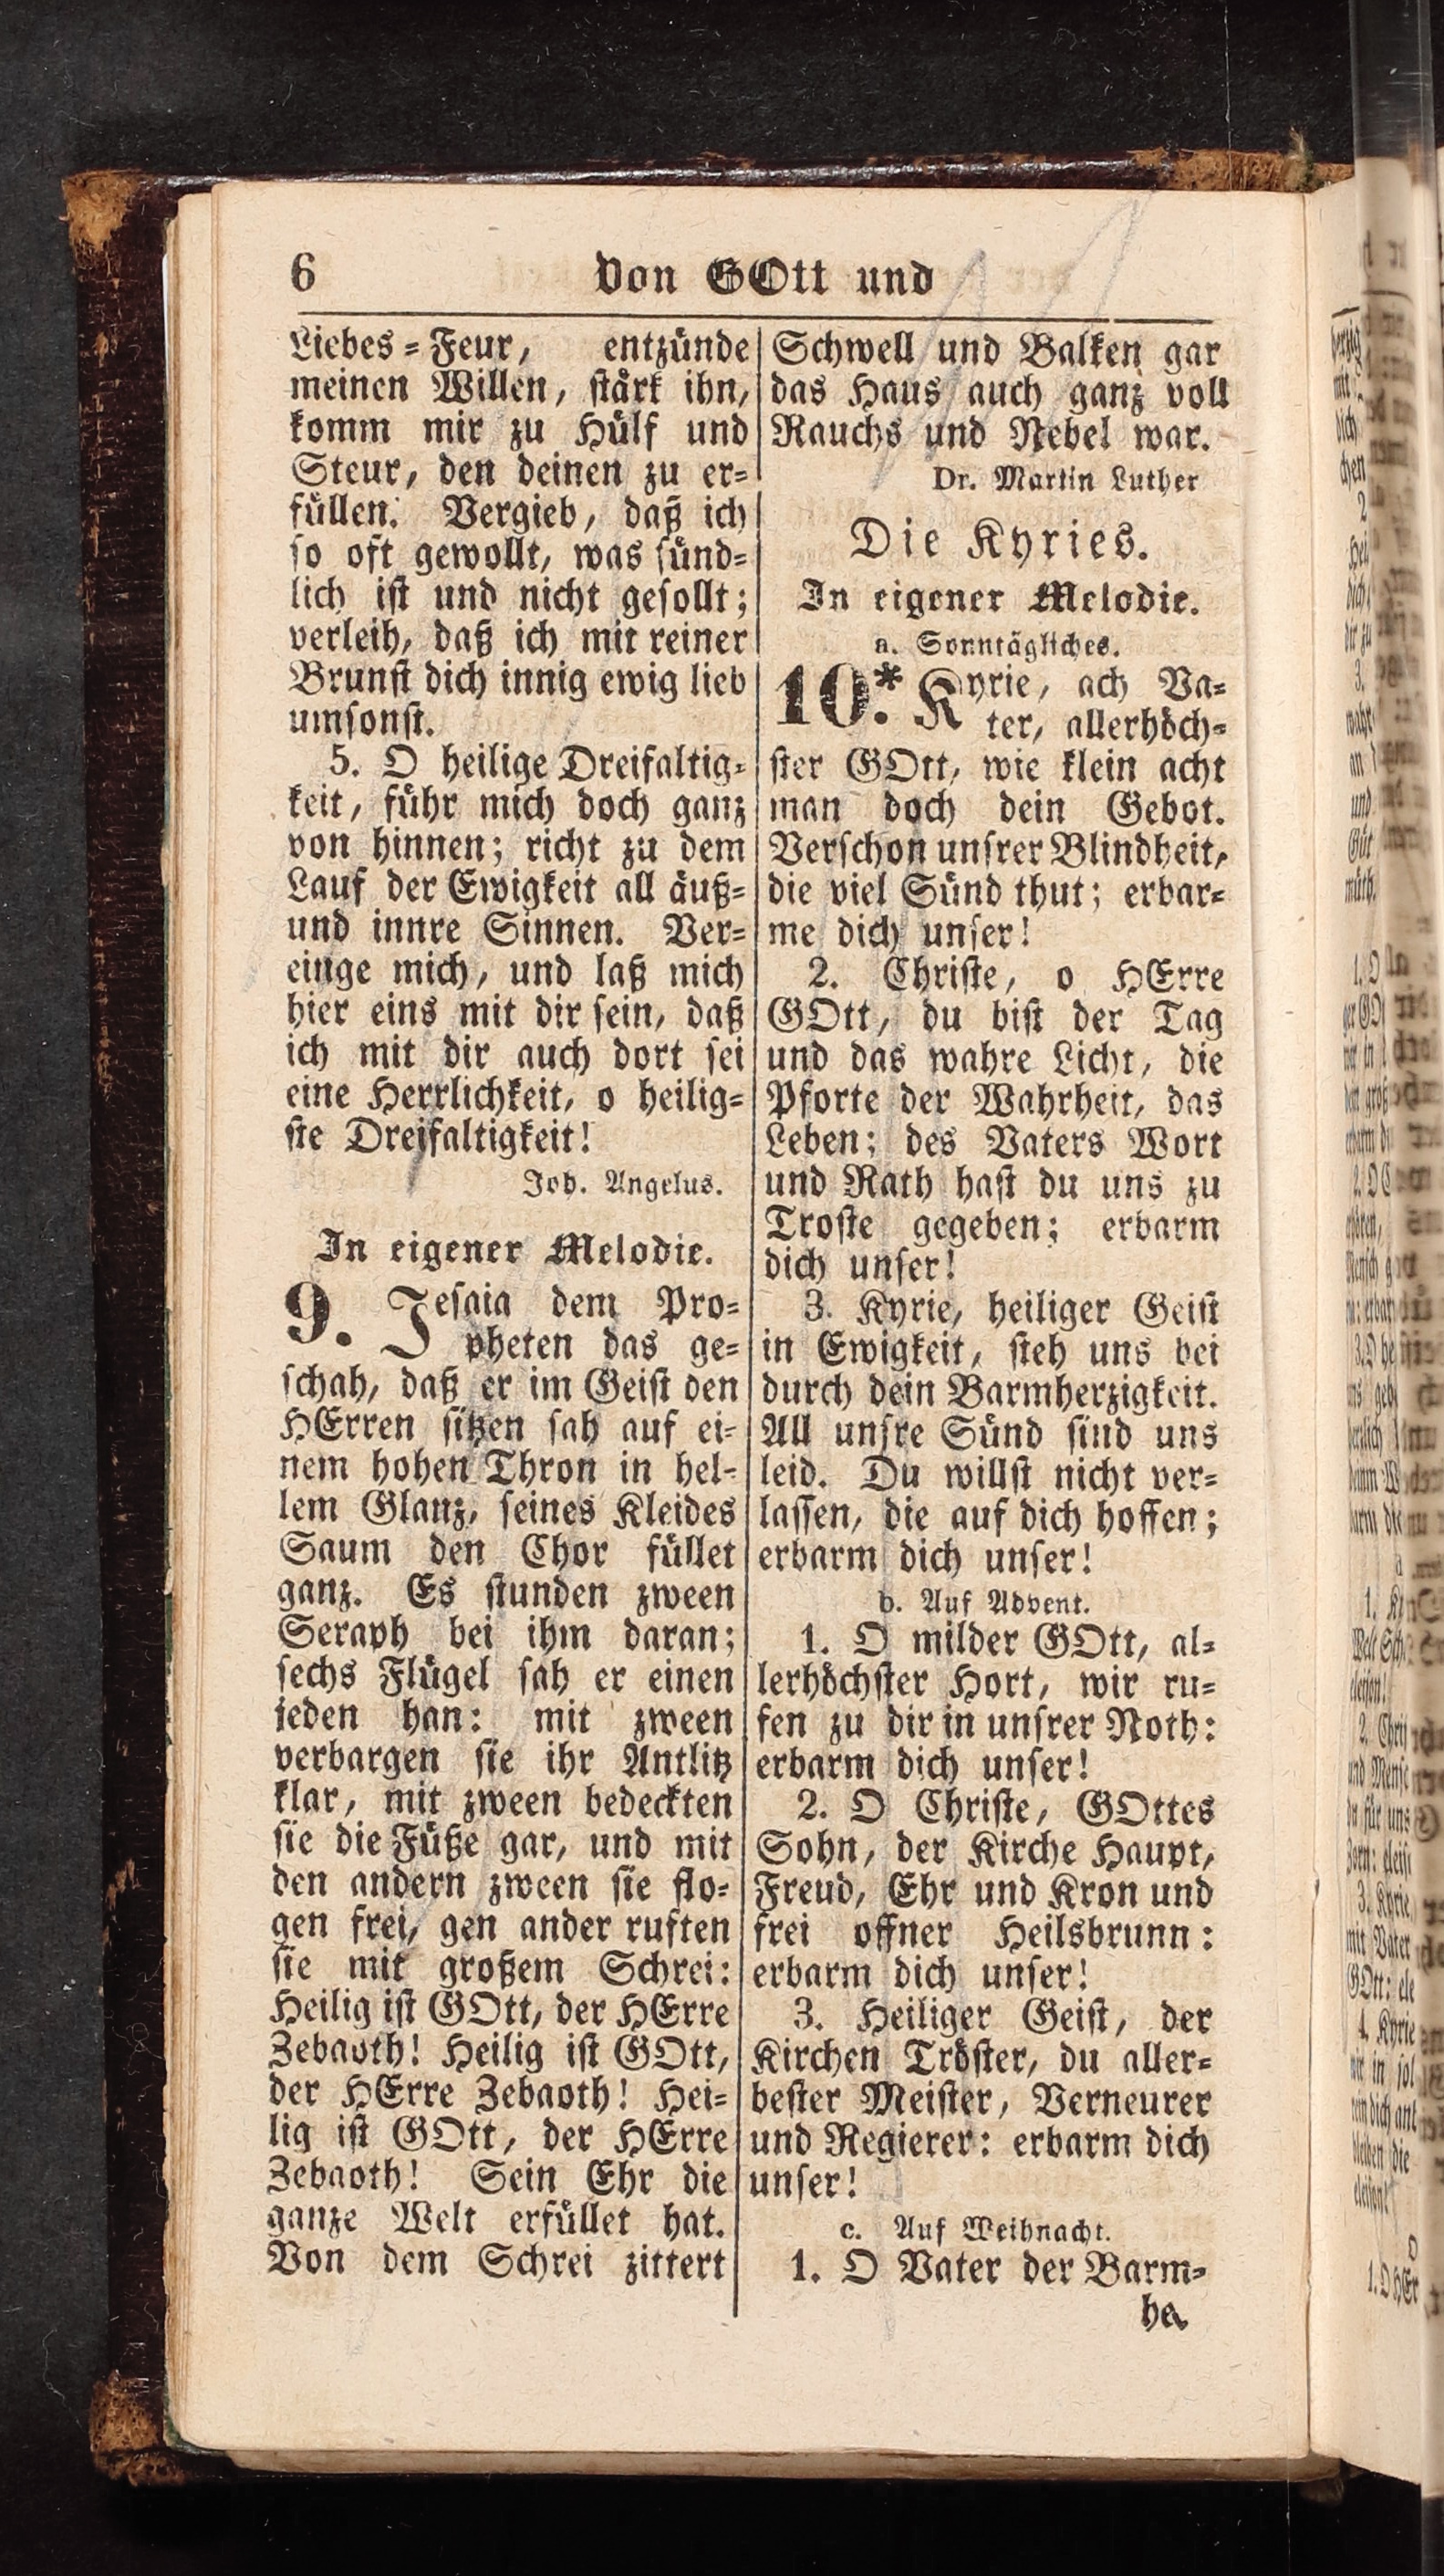 6
Von GOtt und
Liebes-Feur, entzünde
meinen Willen, stärk ihn,
komm mir zu Hülf und
Steur, den deinen zu er-
füllen. Vergieb, daß ich
so oft gewollt, was sünd-
lich ist und nicht gesollt;
verleih, daß ich mit reiner
Brunst dich innig ewig lieb
umsonst.
5. O heilige Dreifaltig-
keit, führ mich doch ganz
von hinnen; richt zu dem
Lauf der Ewigkeit all äuß-
und innre Sinnen. Ver-
einge mich, und laß mich
hier eins mit dir sein, daß
ich mit dir auch dort sei
eine Herrlichkeit, o heilig-
ste Dreifaltigkeit!
Joh. Angelus.
In eigener Melodie.
9. Jesaia dem Pro-
pheten das ge-
schah, daß er im Geist den
HErren sitzen sah auf ei-
nem hohen Thron in hel-
lem Glanz, seines Kleides
Saum den Chor füllet
ganz. Es stunden zween
Seraph bei ihm daran;
sechs Flügel sah er einen
jeden han: mit zween
verbargen sie ihr Antlitz
klar, mit zween bedeckten
sie die Füße gar, und mit
den andern zween sie flo-
gen frei, gen ander ruften
sie mit großem Schrei:
Heilig ist GOtt, der HErre
Zebaoth! Heilig ist GOtt,
der HErre Zebaoth! Hei-
lig ist GOtt, der HErre
Zebaoth! Sein Ehr die
ganze Welt erfüllet hat.
Von dem Schrei zittert
Schwell und Balken gar
das Haus auch ganz voll
Rauchs und Nebel war.
Dr. Martin Luther
Die Kyries.
In eigener Melodie.
a. Sonntägliches.
10.* Kyrie, ach Va-
ter, allerhöch-
ster GOtt, wie klein acht
man doch dein Gebot.
Verschon unsrer Blindheit,
die viel Sünd thut; erbar-
me dich unser!
2. Christe, o HErre
GOtt, du bist der Tag
und das wahre Licht, die
Pforte der Wahrheit, das
Leben; des Vaters Wort
und Rath hast du uns zu
Troste gegeben; erbarm
dich unser!
3. Kyrie, heiliger Geist
in Ewigkeit, steh uns bei
durch dein Barmherzigkeit.
All unsre Sünd sind uns
leid. Du willst nicht ver-
lassen, die auf dich hoffen;
erbarm dich unser!
b. Auf Advent.
1. O milder GOtt, al-
lerhöchster Hort, wir ru-
fen zu dir in unsrer Noth:
erbarm dich unser!
2. O Christe, GOttes
Sohn, der Kirche Haupt,
Freud, Ehr und Kron und
frei offner Heilsbrunn:
erbarm dich unser!
3. Heiliger Geist, der
Kirchen Tröster, du aller-
bester Meister, Verneurer
und Regierer: erbarm dich
unser!
c. Auf Weihnacht.
1. O Vater der Barm-
he